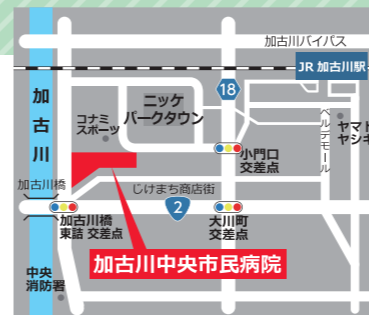 加古川バイパス
JR 加古川駅
加古川
18
ニッケ
パークタウン
コナミ
スポーツ
ベルデモール
ヤマト
ヤシキ
小門口
交差点
加古川橋
じけまち商店街
2
加古川橋
東詰 交差点
大川町
交差点
加古川中央市民病院
中央
消防署